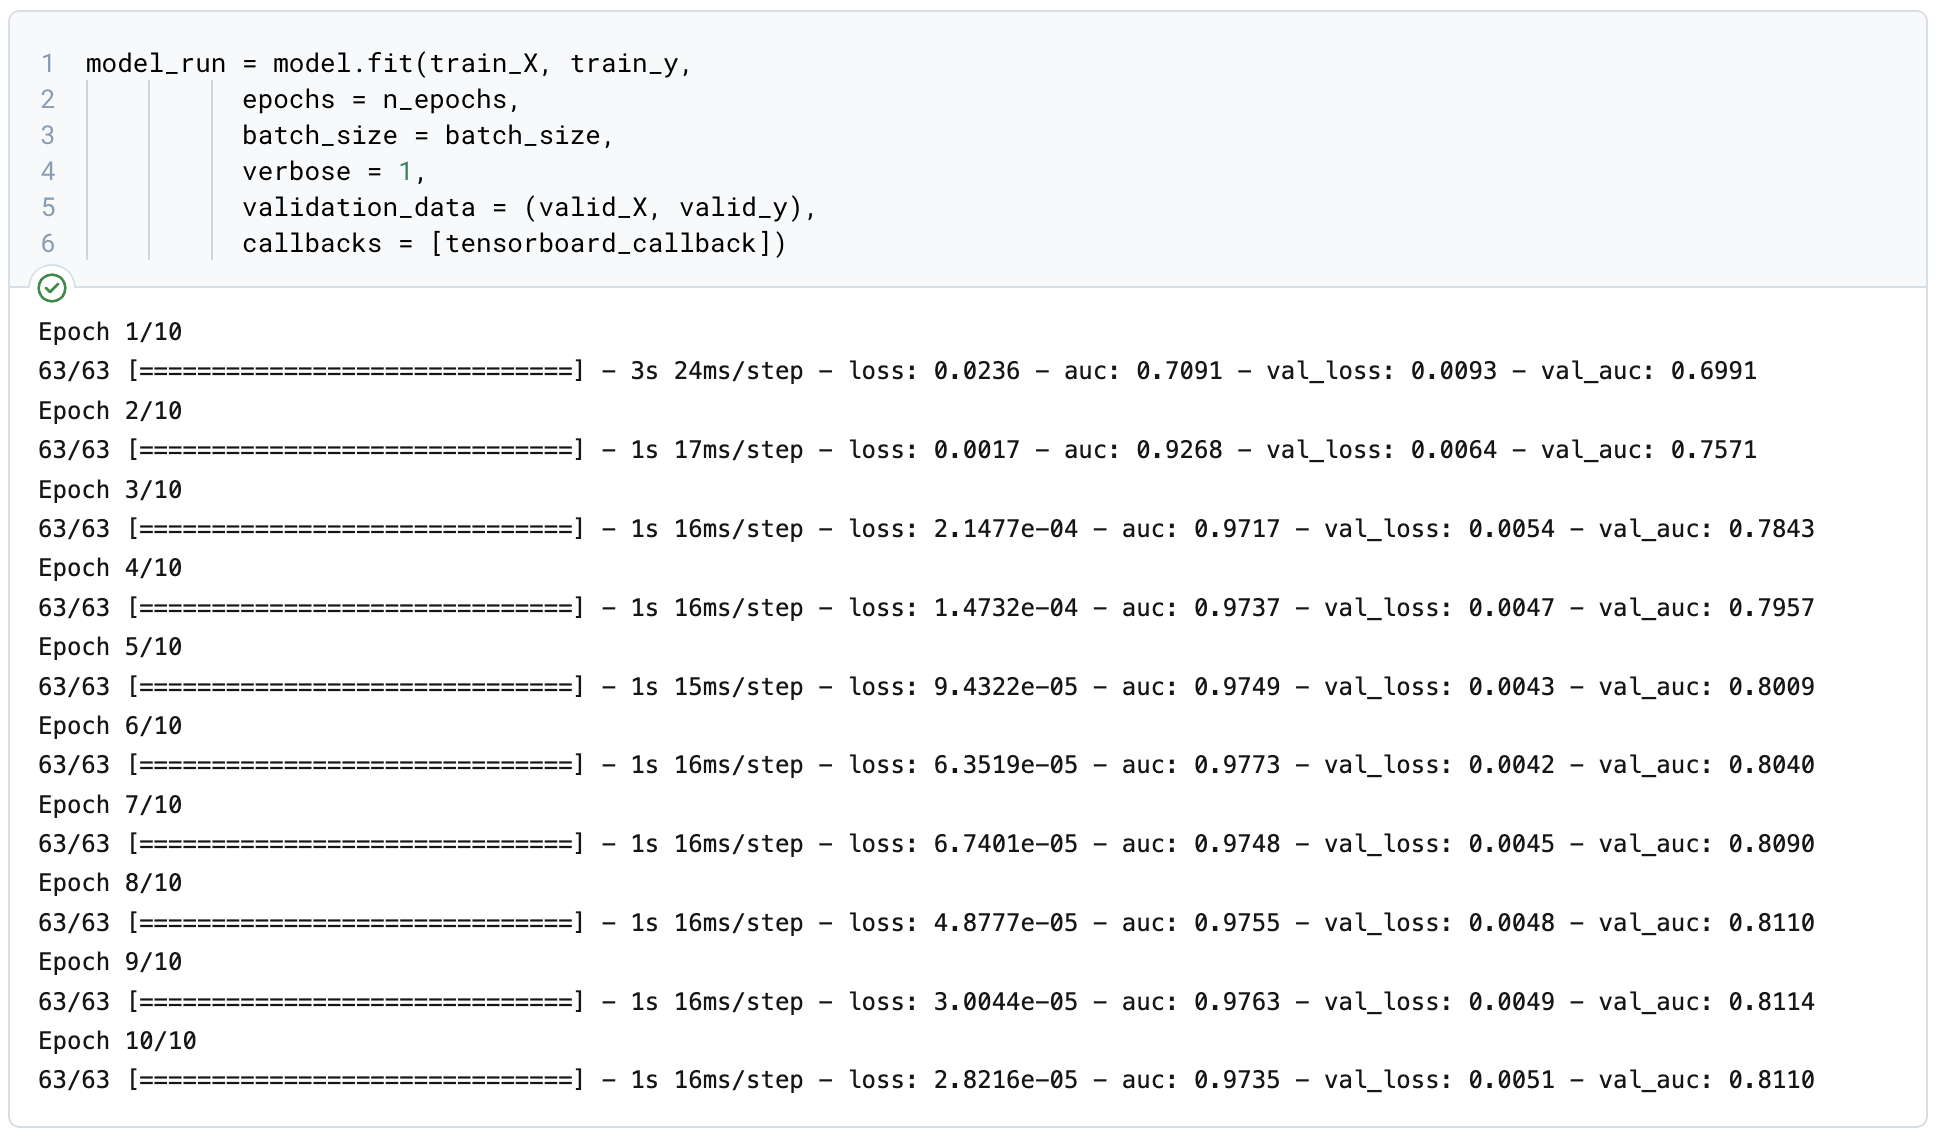 1 model_run = model.fit(train_X, train_y,
2 epochs = n_epochs,
3 batch_size = batch_size,
4 verbose = 1,
5 validation_data = (valid_X, valid_y),
6 callbacks = [tensorboard_callback])
Epoch 1/10
63/63 [==============================] - 3s 24ms/step - loss: 0.0236 - auc: 0.7091 - val_loss: 0.0093 - val_auc: 0.6991
Epoch 2/10
63/63 [==============================] - 1s 17ms/step - loss: 0.0017 - auc: 0.9268 - val_loss: 0.0064 - val_auc: 0.7571
Epoch 3/10
63/63 [==============================] - 1s 16ms/step - loss: 2.1477e-04 - auc: 0.9717 - val_loss: 0.0054 - val_auc: 0.7843
Epoch 4/10
63/63 [==============================] - 1s 16ms/step - loss: 1.4732e-04 - auc: 0.9737 - val_loss: 0.0047 - val_auc: 0.7957
Epoch 5/10
63/63 [==============================] - 1s 15ms/step - loss: 9.4322e-05 - auc: 0.9749 - val_loss: 0.0043 - val_auc: 0.8009
Epoch 6/10
63/63 [==============================] - 1s 16ms/step - loss: 6.3519e-05 - auc: 0.9773 - val_loss: 0.0042 - val_auc: 0.8040
Epoch 7/10
63/63 [==============================] - 1s 16ms/step - loss: 6.7401e-05 - auc: 0.9748 - val_loss: 0.0045 - val_auc: 0.8090
Epoch 8/10
63/63 [==============================] - 1s 16ms/step - loss: 4.8777e-05 - auc: 0.9755 - val_loss: 0.0048 - val_auc: 0.8110
Epoch 9/10
63/63 [==============================] - 1s 16ms/step - loss: 3.0044e-05 - auc: 0.9763 - val_loss: 0.0049 - val_auc: 0.8114
Epoch 10/10
63/63 [==============================] - 1s 16ms/step - loss: 2.8216e-05 - auc: 0.9735 - val_loss: 0.0051 - val_auc: 0.8110